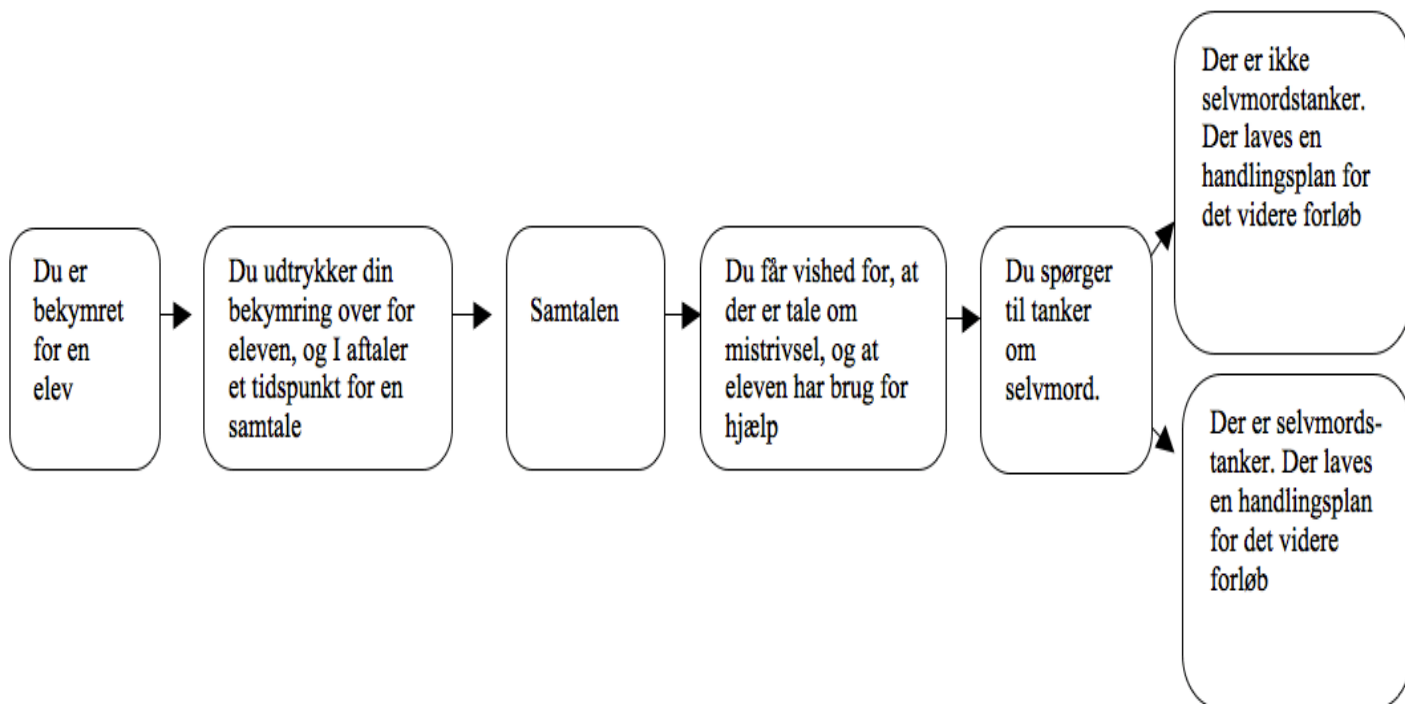 Du er
bekymret
for en
elev
Du udtrykker din
bekymring over for
eleven, og I aftaler
et tidspunkt for en
samtale
Samtalen
Du får vished for, at
der er tale om
mistrivsel, og at
eleven har brug for
hjælp
Du spørger
til tanker
om
selvmord.
Der er ikke
selvmordstanker.
Der laves en
handlingsplan for
det videre forløb
Der er selvmords-
tanker. Der laves
en handlingsplan
for det videre
forløb